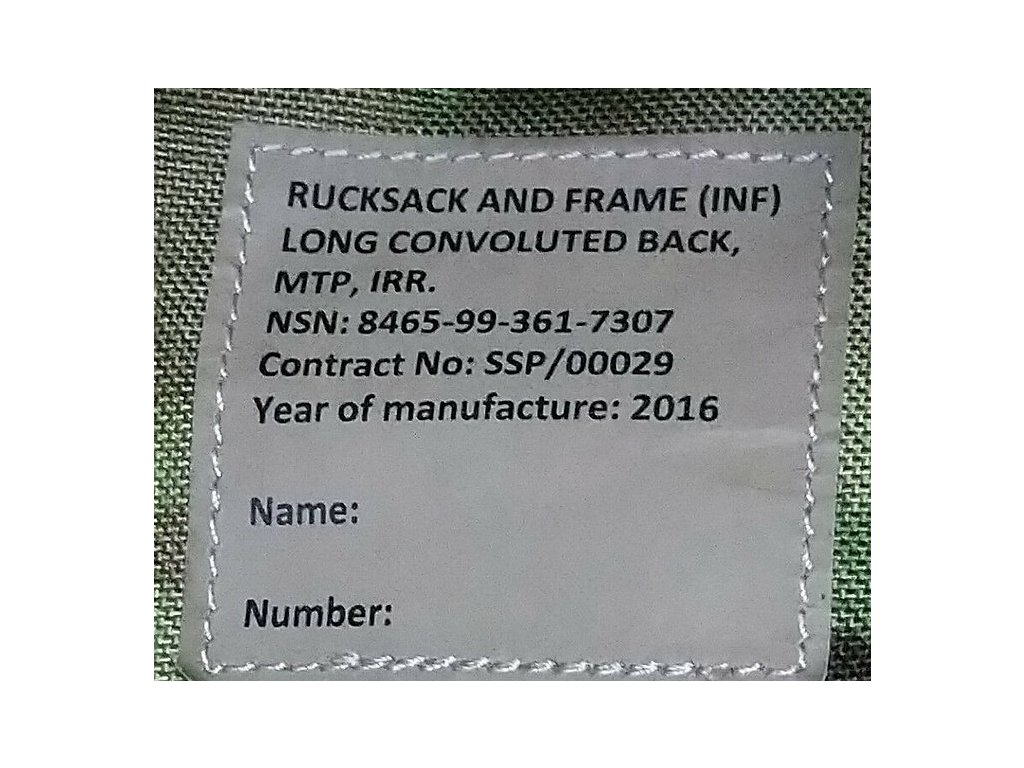 RUCKSACK AND FRAME (INF)
LONG CONVOLUTED BACK,
MTP, IRR.
NSN: 8465-99-361-7307
Contract No: SSP/00029
Year of manufacture: 2016
Name:
Number: